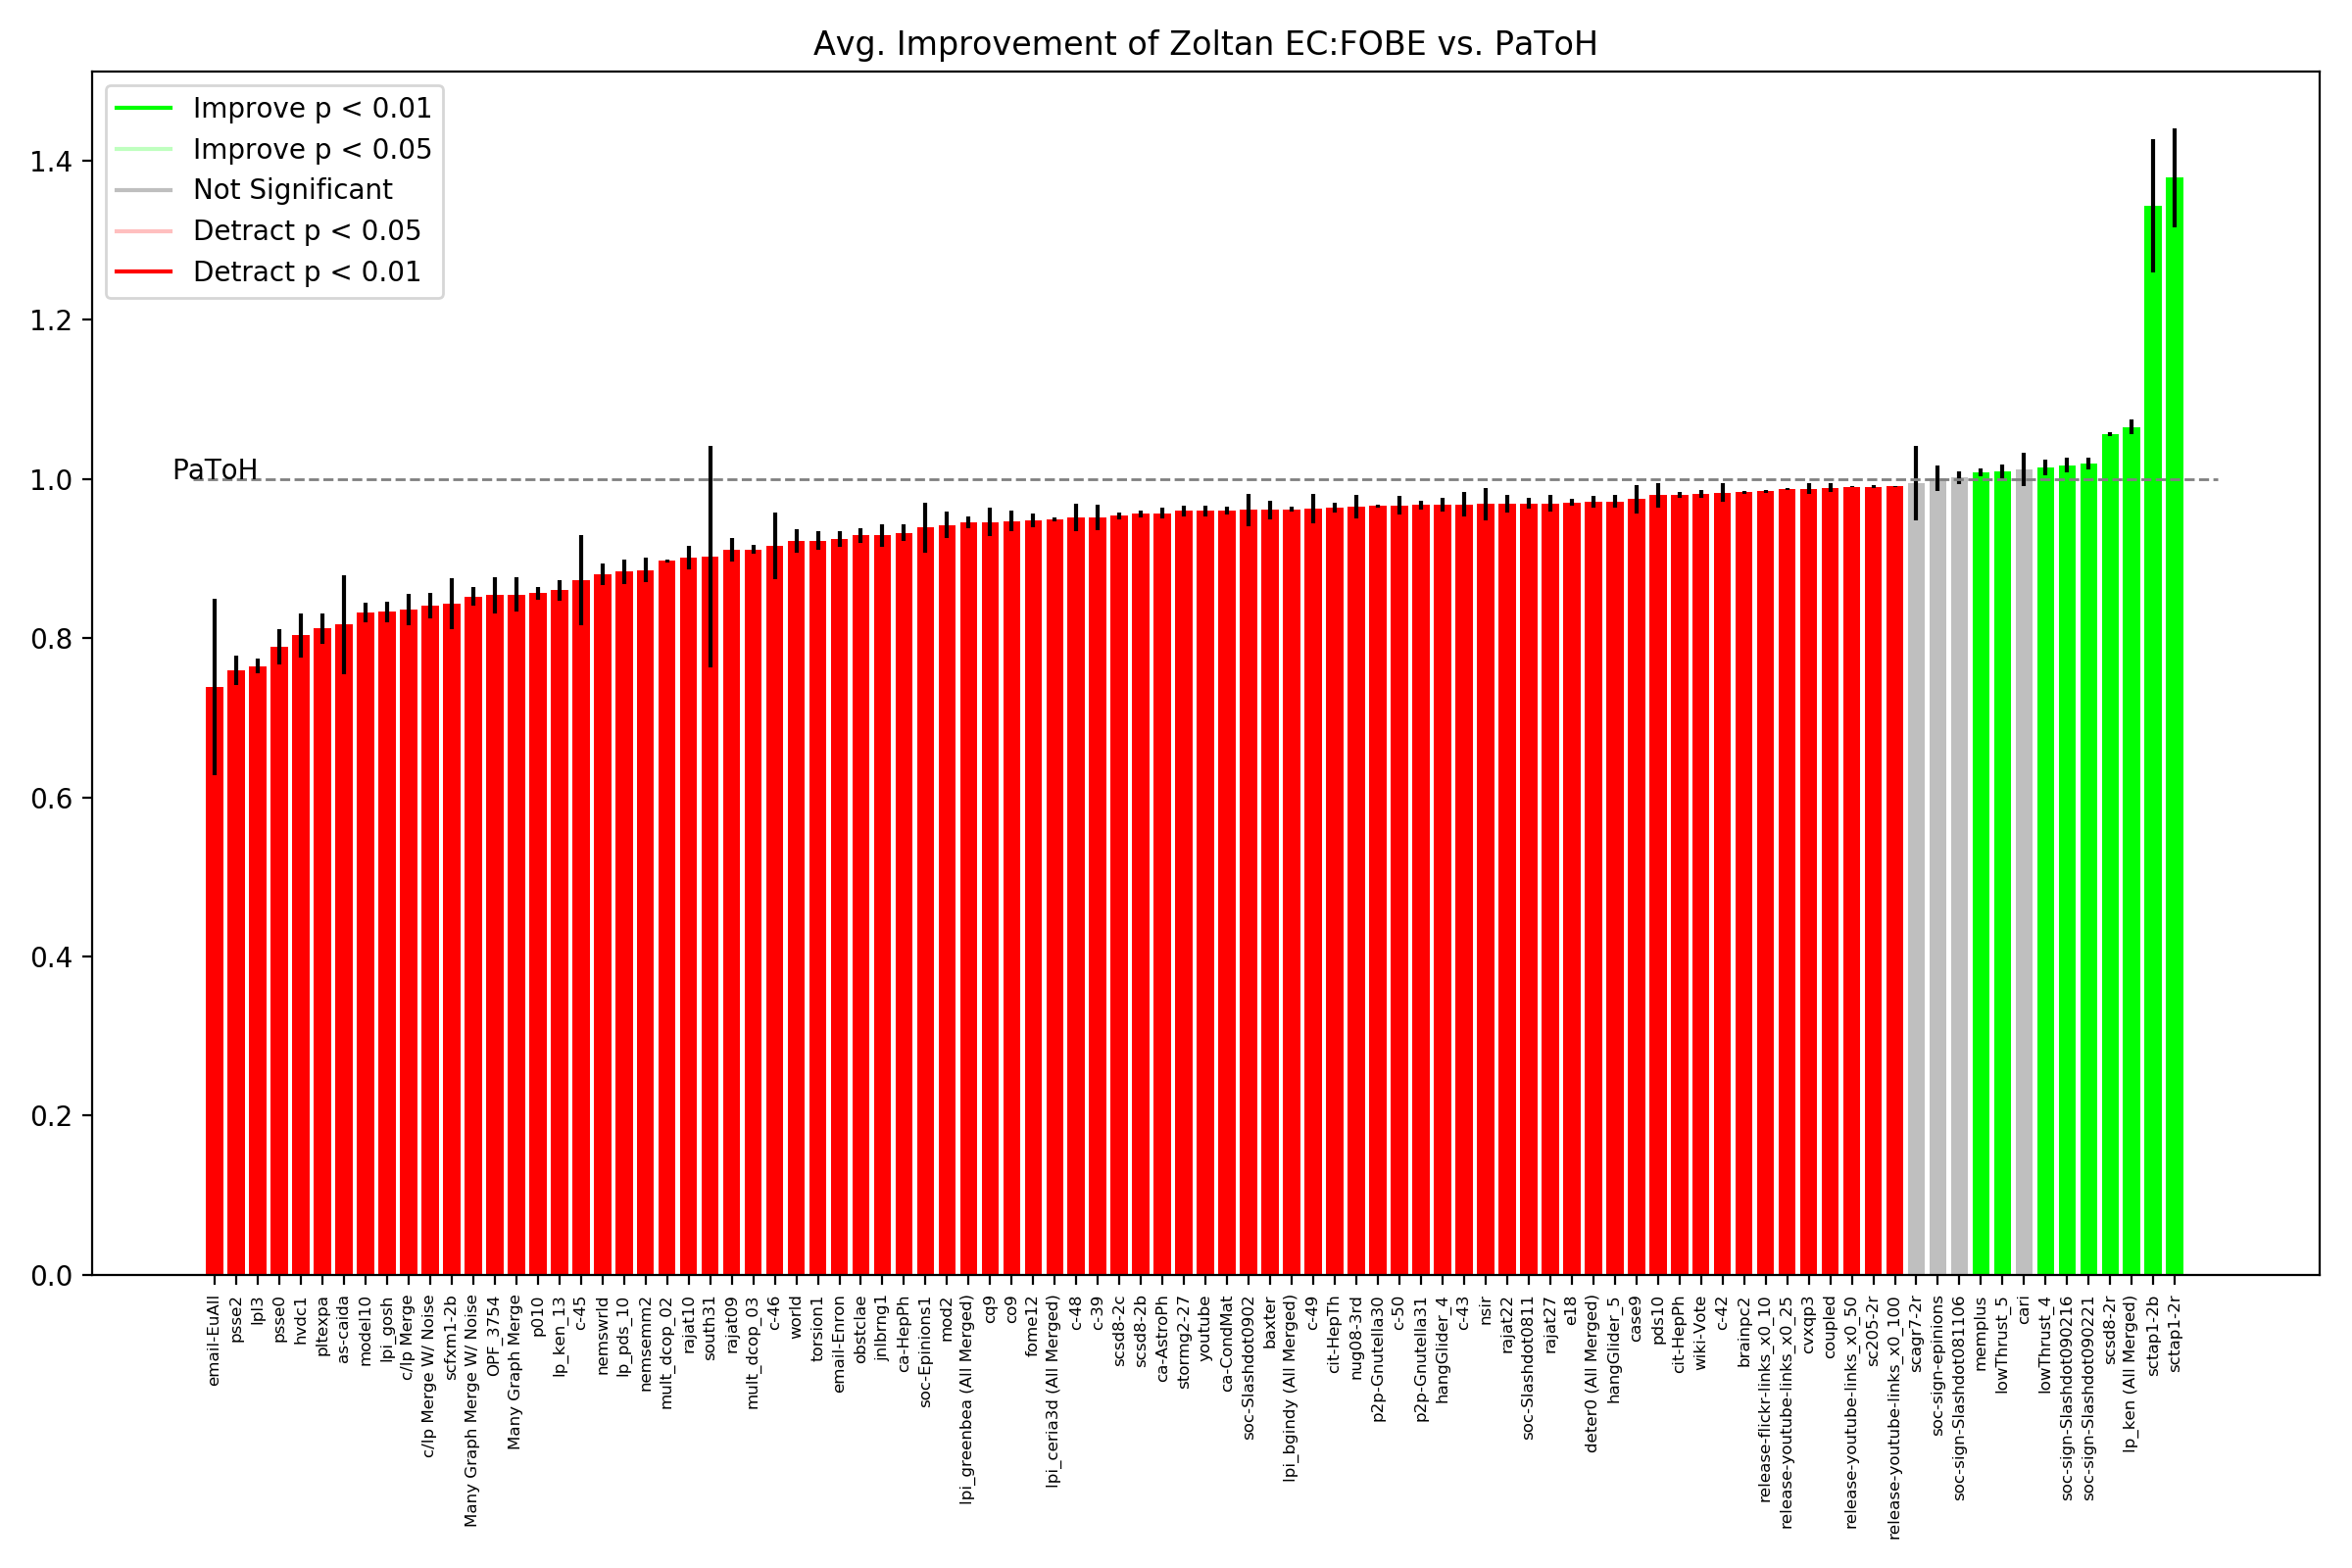 Avg. Improvement of Zoltan EC:FOBE vs. PaToH
Improve p < 0.01
Improve p < 0.05
Not Significant
Detract p < 0.05
Detract p < 0.01
1.4
1.2
1.0
0.8
0.6
0.4
0.2
0.0
PaToH
email-EuAll
psse2
lpl3
psse0
hvdc1
pltexpa
as-caida
model10
lpi_gosh
c/lp Merge
c/lp Merge W/ Noise
scfxm1-2b
Many Graph Merge W/ Noise
OPF_3754
Many Graph Merge
p010
lp_ken_13
c-45
nemswrld
lp_pds_10
nemsemm2
mult_dcop_02
rajat10
south31
rajat09
mult_dcop_03
c-46
world
torsion1
email-Enron
obstclae
jnlbrng1
ca-HepPh
soc-Epinions1
mod2
lpi_greenbea (All Merged)
cq9
co9
fome12
lpi_ceria3d (All Merged)
c-48
c-39
scsd8-2c
scsd8-2b
ca-AstroPh
stormg2-27
youtube
ca-CondMat
soc-Slashdot0902
baxter
lpi_bgindy (All Merged)
c-49
cit-HepTh
nug08-3rd
p2p-Gnutella30
c-50
p2p-Gnutella31
hangGlider_4
c-43
nsir
rajat22
soc-Slashdot0811
rajat27
e18
deter0 (All Merged)
hangGlider_5
case9
pds10
cit-HepPh
wiki-Vote
c-42
brainpc2
release-flickr-links_x0_10
release-youtube-links_x0_25
cvxqp3
coupled
release-youtube-links_x0_50
sc205-2r
release-youtube-links_x0_100
scagr7-2r
soc-sign-epinions
soc-sign-Slashdot081106
memplus
lowThrust_5
cari
lowThrust_4
soc-sign-Slashdot090216
soc-sign-Slashdot090221
scsd8-2r
lp_ken (All Merged)
sctap1-2b
sctap1-2r